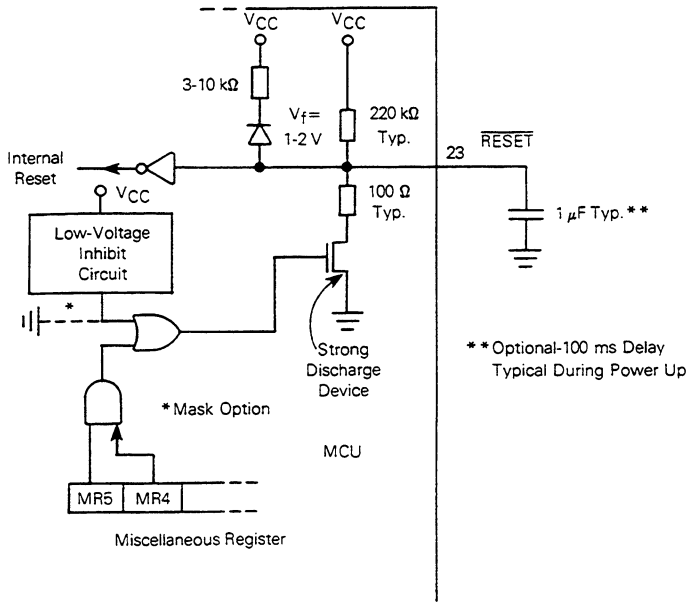 VCC
VCC
3-10 kΩ
Vf=
1-2 V
220 kΩ
Typ.
23
RESET
Internal
Reset
VCC
100 Ω
Typ.
1 μF Typ.**
Low-Voltage
Inhibit
Circuit
*
Strong
Discharge
Device
**Optional-100 ms Delay
Typical During Power Up
*Mask Option
MCU
MR5
MR4
Miscellaneous Register